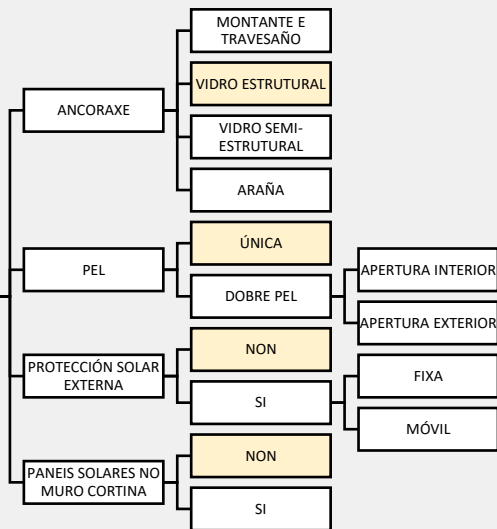 MONTANTE E
TRAVESAÑO
VIDRO ESTRUTURAL
ANCORAXE
VIDRO SEMI-
ESTRUTURAL
ARAÑA
ÚNICA
PEL
APERTURA INTERIOR
DOBRE PEL
APERTURA EXTERIOR
NON
PROTECCIÓN SOLAR
EXTERNA
FIXA
SI
MÓVIL
NON
PANEIS SOLARES NO
MURO CORTINA
SI